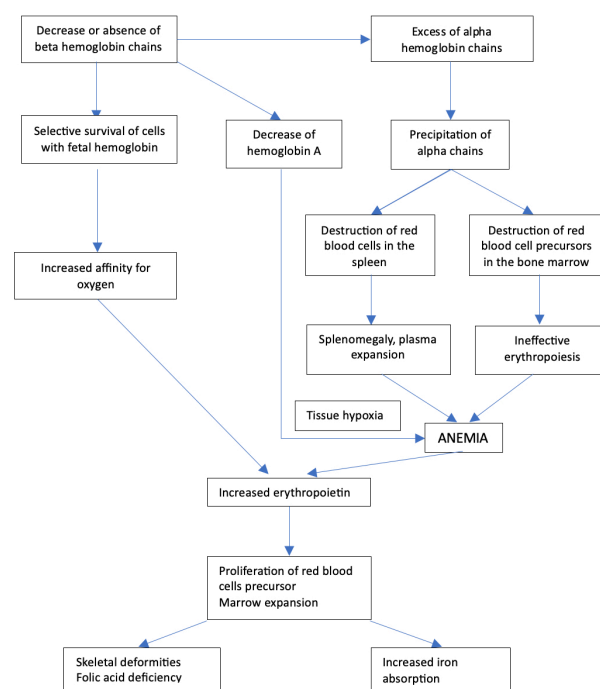 Decrease or absence of
beta hemoglobin chains
Excess of alpha
hemoglobin chains
Selective survival of cells
with fetal hemoglobin
Decrease of
hemoglobin A
Precipitation of
alpha chains
Destruction of red
blood cells in the
spleen
Destruction of red
blood cell precursors
in the bone marrow
Increased affinity for
oxygen
Splenomegaly, plasma
expansion
Ineffective
erythropoiesis
Tissue hypoxia
ANEMIA
Increased erythropoietin
Proliferation of red blood
cells precursor
Marrow expansion
Skeletal deformities
Folic acid deficiency
Increased iron
absorption